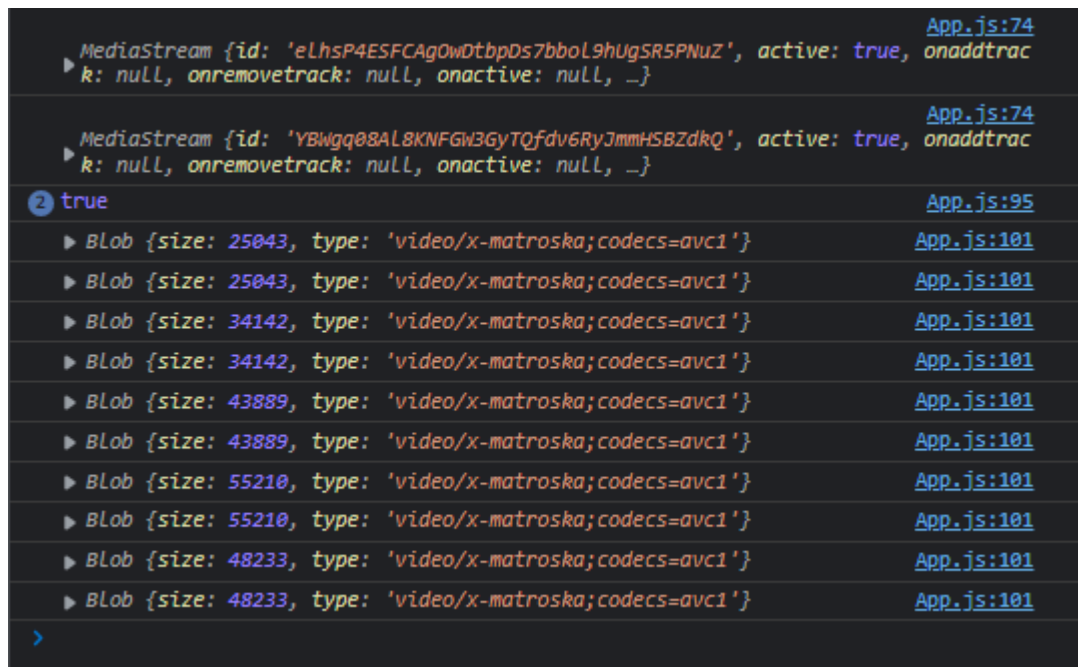 App.js:74
MediaStream {id: 'elhsP4ESFCAgOwDtbpDs7bbol9hUgSR5PNuZ', active: true, onaddtrac
k: null, onremovetrack: null, onactive: null, …}
App.js:74
MediaStream {id: 'YBWgq08Al8KNFGW3GyTQfdv6RyJmmHSBZdkQ', active: true, onaddtrac
k: null, onremovetrack: null, onactive: null, …}
2 true App.js:95
Blob {size: 25043, type: 'video/x-matroska;codecs=avc1'} App.js:101
Blob {size: 25043, type: 'video/x-matroska;codecs=avc1'} App.js:101
Blob {size: 34142, type: 'video/x-matroska;codecs=avc1'} App.js:101
Blob {size: 34142, type: 'video/x-matroska;codecs=avc1'} App.js:101
Blob {size: 43889, type: 'video/x-matroska;codecs=avc1'} App.js:101
Blob {size: 43889, type: 'video/x-matroska;codecs=avc1'} App.js:101
Blob {size: 55210, type: 'video/x-matroska;codecs=avc1'} App.js:101
Blob {size: 55210, type: 'video/x-matroska;codecs=avc1'} App.js:101
Blob {size: 48233, type: 'video/x-matroska;codecs=avc1'} App.js:101
Blob {size: 48233, type: 'video/x-matroska;codecs=avc1'} App.js:101